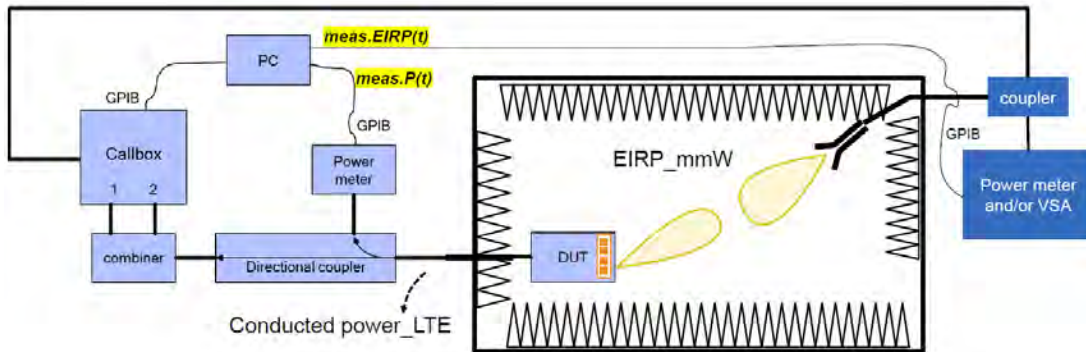 meas.EIRP(t)
PC
meas.P(t)
GPIB
GPIB
coupler
GPIB
Callbox
1 2
Power
meter
EIRP_mmW
Power meter
and/or VSA
combiner
Directional coupler
DUT
Conducted power_LTE